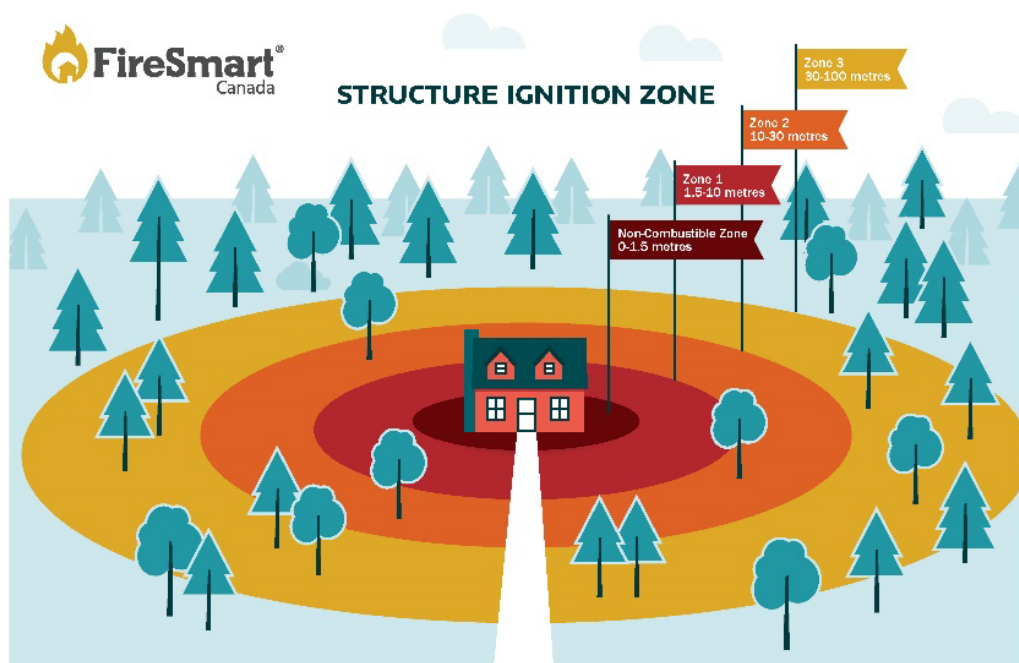 FireSmart®
Canada
STRUCTURE IGNITION ZONE
Zone 3
30-100 metres
Zone 2
10-30 metres
Zone 1
1.5-10 metres
Non-Combustible Zone
0-1.5 metres